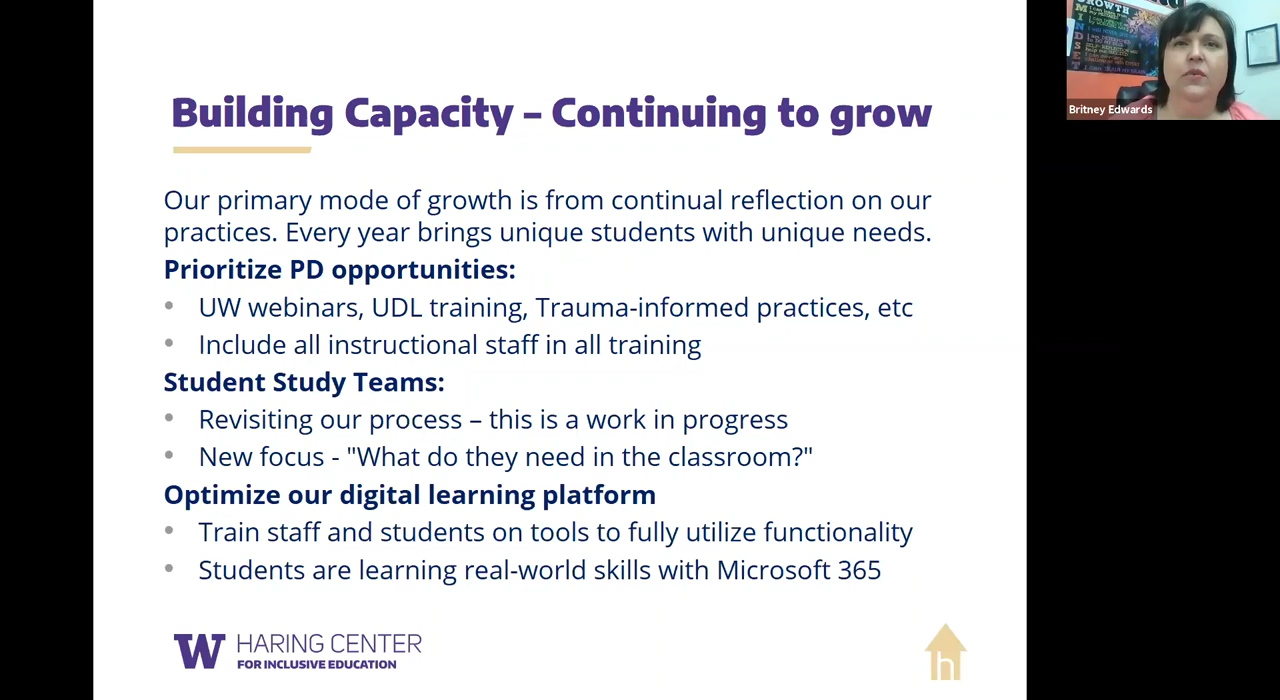 Building Capacity – Continuing to grow
Our primary mode of growth is from continual reflection on our
practices. Every year brings unique students with unique needs.
Prioritize PD opportunities:
• UW webinars, UDL training, Trauma-informed practices, etc
• Include all instructional staff in all training
Student Study Teams:
• Revisiting our process – this is a work in progress
• New focus - "What do they need in the classroom?"
Optimize our digital learning platform
• Train staff and students on tools to fully utilize functionality
• Students are learning real-world skills with Microsoft 365
W HARING CENTER
FOR INCLUSIVE EDUCATION
h
GROWTH
MINDSET
Britney Edwards